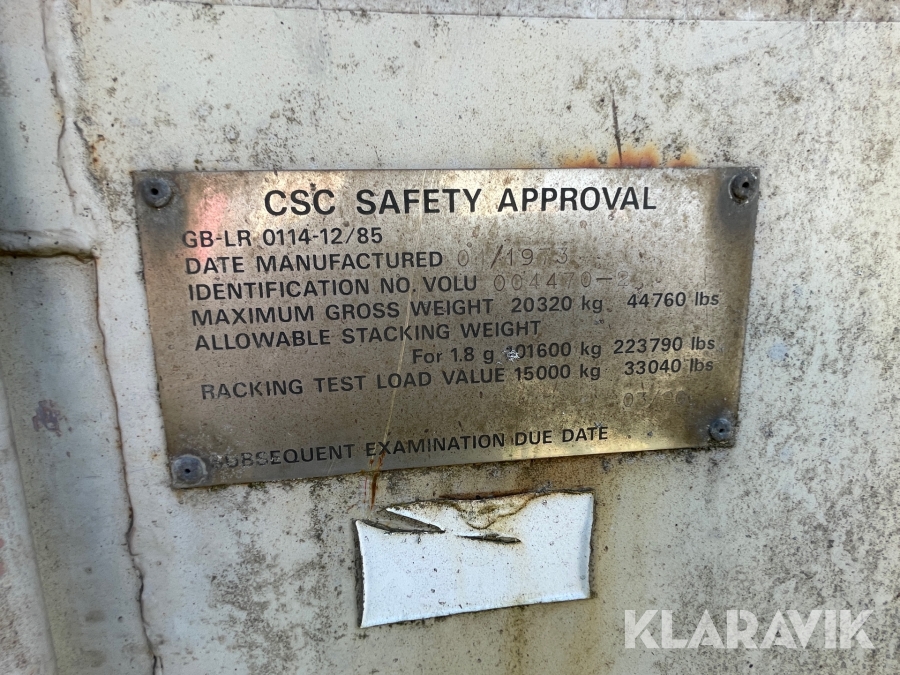 CSC SAFETY APPROVAL
GB-LR 0114-12/85
DATE MANUFACTURED 01/1973
IDENTIFICATION NO. VOLU 004470-2
MAXIMUM GROSS WEIGHT 20320 kg 44760 lbs
ALLOWABLE STACKING WEIGHT
For 1.8 g 101600 kg 223790 lbs
RACKING TEST LOAD VALUE 15000 kg 33040 lbs
SUBSEQUENT EXAMINATION DUE DATE
KLARAVIK